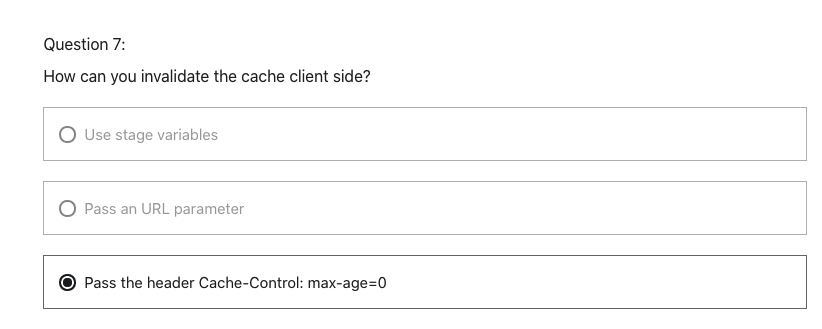 Question 7:
How can you invalidate the cache client side?
Use stage variables
Pass an URL parameter
Pass the header Cache-Control: max-age=0